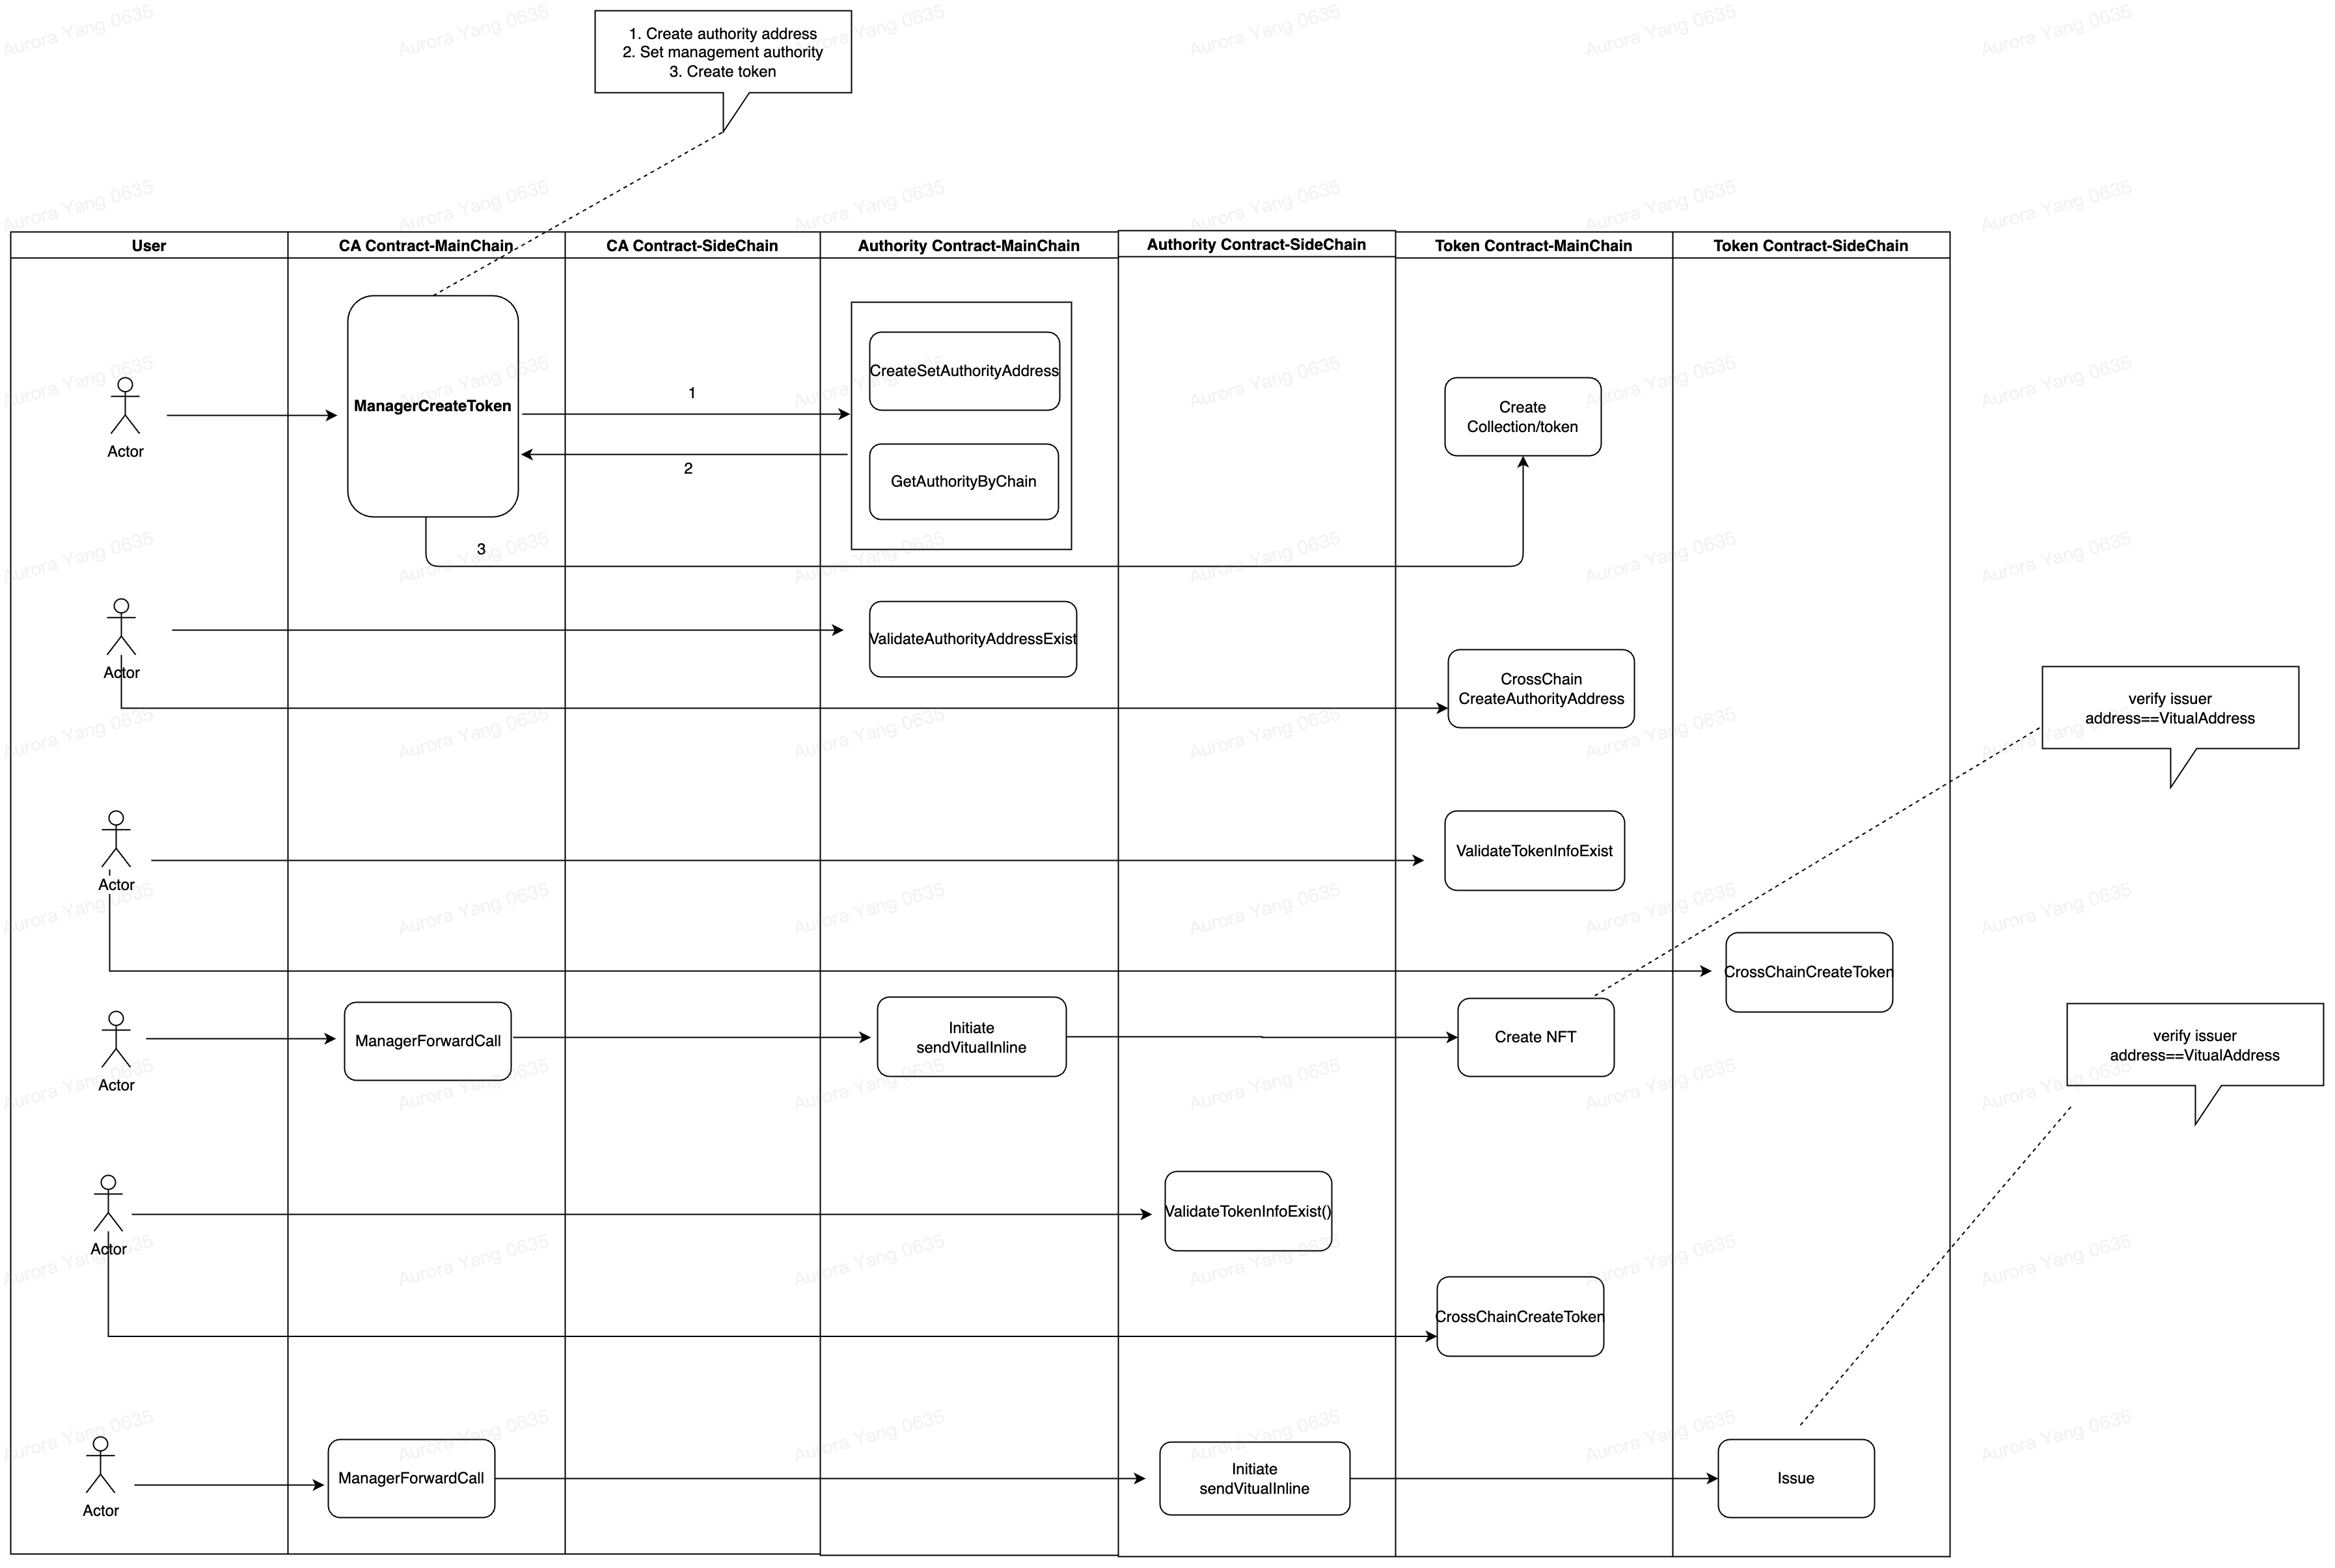 1. Create authority address
2. Set management authority
3. Create token
User
CA Contract-MainChain
CA Contract-SideChain
Authority Contract-MainChain
Authority Contract-SideChain
Token Contract-MainChain
Token Contract-SideChain
Actor
ManagerCreateToken
1
2
3
CreateSetAuthorityAddress
GetAuthorityByChain
Create
Collection/token
Actor
ValidateAuthorityAddressExist
CrossChain
CreateAuthorityAddress
verify issuer
address==VitualAddress
Actor
ValidateTokenInfoExist
CrossChainCreateToken
Actor
ManagerForwardCall
Initiate
sendVitualInline
Create NFT
verify issuer
address==VitualAddress
Actor
ValidateTokenInfoExist()
CrossChainCreateToken
Actor
ManagerForwardCall
Initiate
sendVitualInline
Issue
Aurora Yang 0635